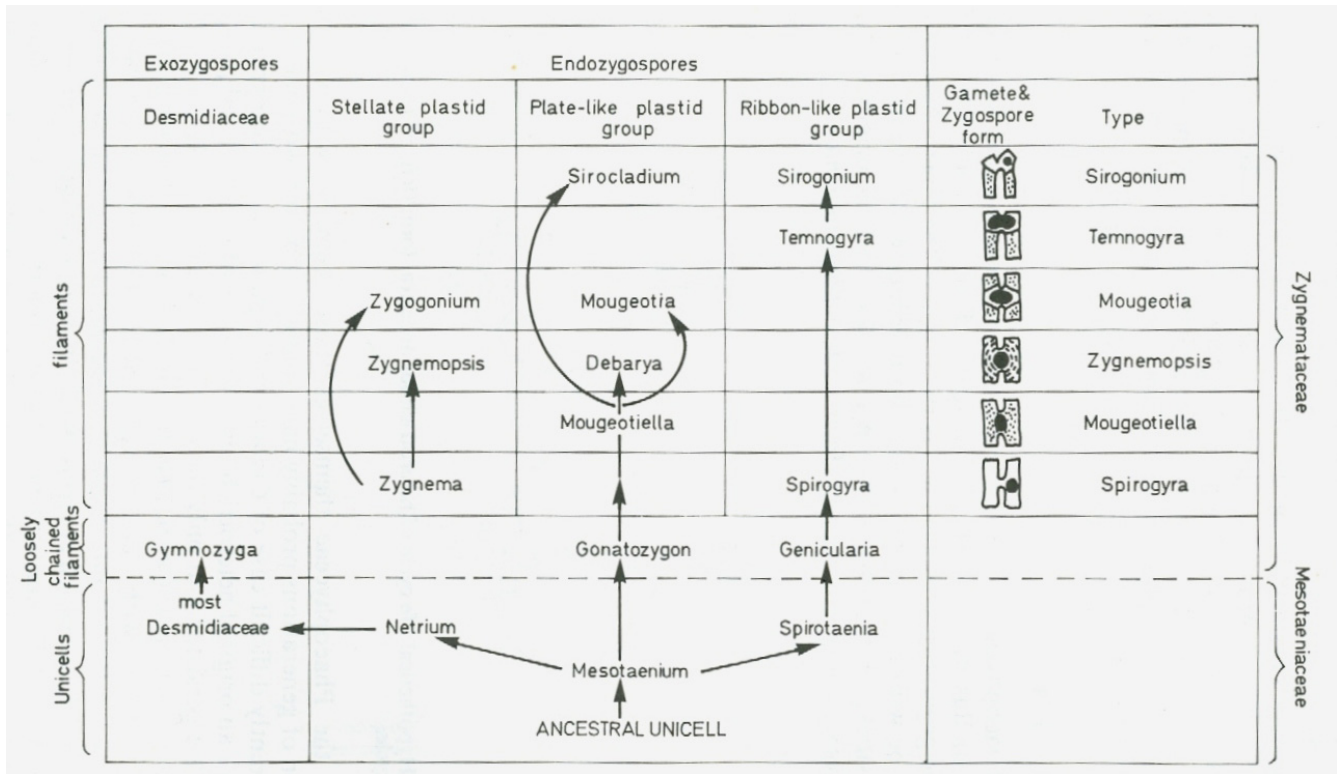 Exozygospores
Endozygospores
Desmidiaceae
Stellate plastid
group
Plate-like plastid
group
Ribbon-like plastid
group
Gamete &
Zygospore
form
Type
Sirocladium
Sirogonium
Sirogonium
Temnogyra
Temnogyra
Zygogonium
Mougeotia
Mougeotia
Zygnemopsis
Debarya
Zygnemopsis
Mougeotiella
Mougeotiella
Zygnema
Spirogyra
Spirogyra
Gymnozyga
Gonatozygon
Genicularia
most
Desmidiaceae
Netrium
Spirotaenia
Mesotaenium
ANCESTRAL UNICELL
filaments
Loosely
chained
filaments
Unicells
Zygnemataceae
Mesotaeniaceae